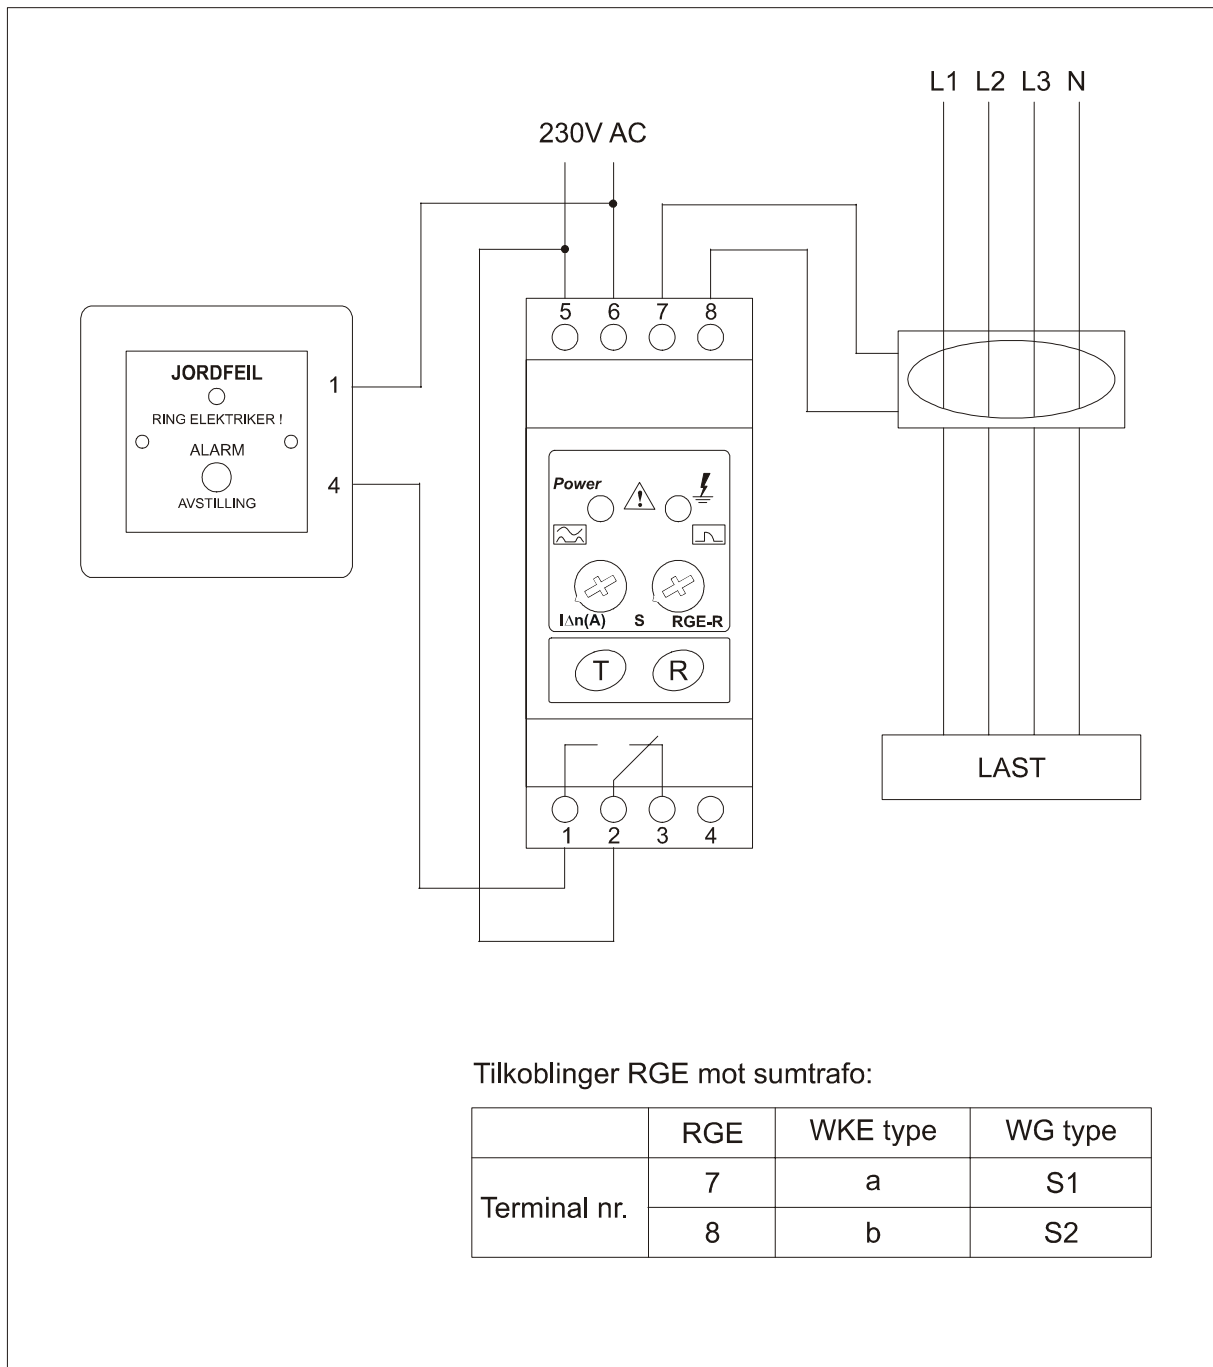 L1 L2 L3 N
230V AC
5 6 7 8
JORDFEIL
RING ELEKTRIKER !
ALARM
AVSTILLING
1
4
Power
I∆n(A) S RGE-R
T R
1 2 3 4
LAST
Tilkoblinger RGE mot sumtrafo:
RGE WKE type WG type
Terminal nr.
7 a S1
8 b S2